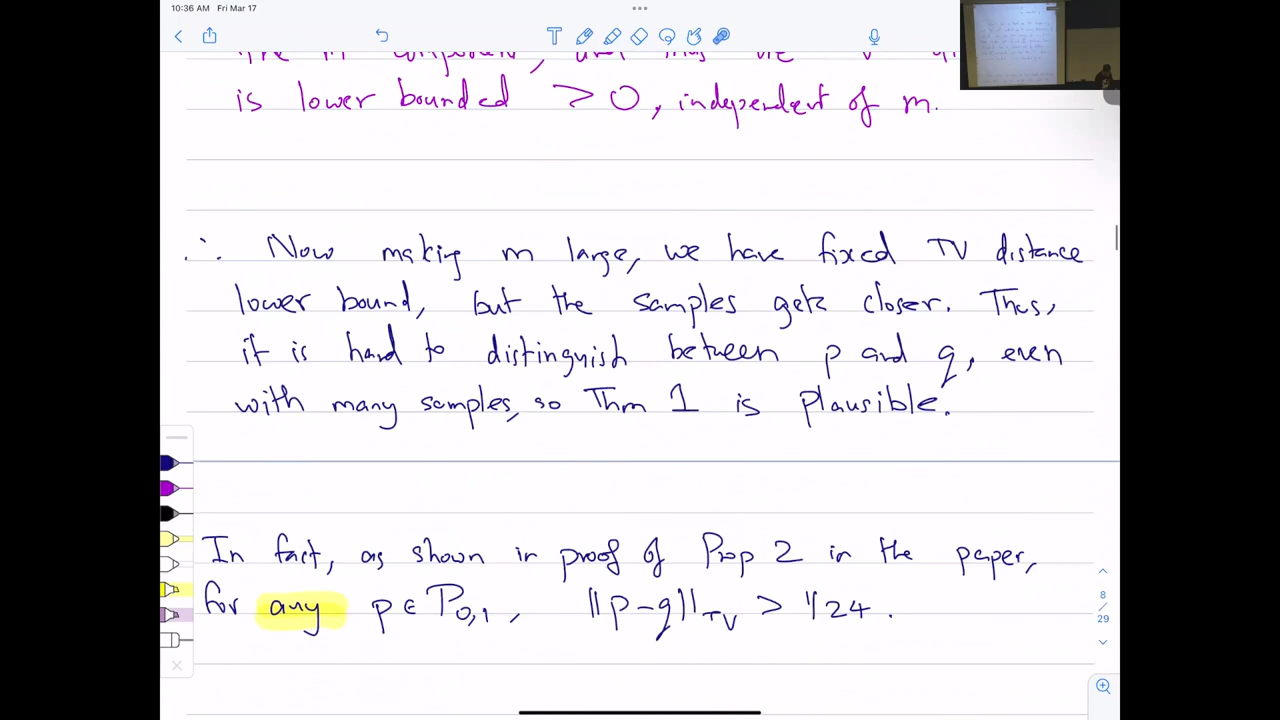 10:36 AM Fri Mar 17
is lower bounded > 0, independent of m.
∴ Now making m large, we have fixed TV distance
lower bound, but the samples gets closer. Thus,
it is hard to distinguish between p and q, even
with many samples, so Thm 1 is plausible.
In fact, as shown in proof of Prop 2 in the paper,
for any p ∈ P₀,₁, ||p-q||_TV > 1/24.
8
/
29